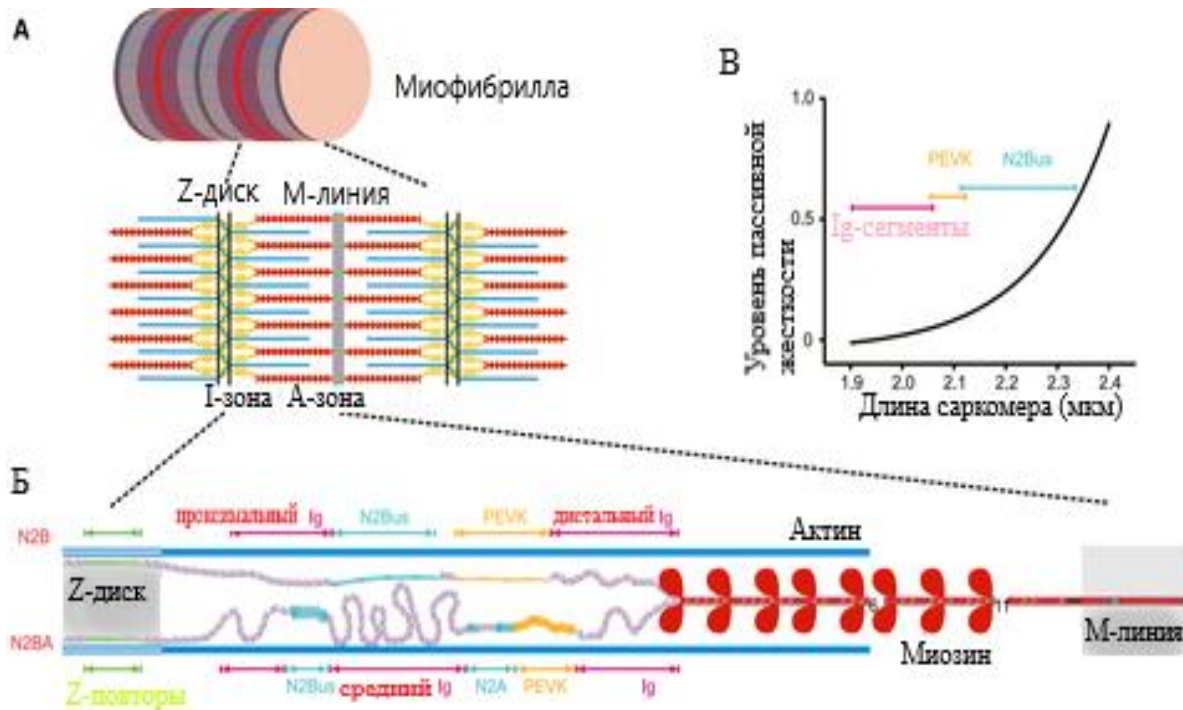 А
Миофибрилла
Z-диск М-линия
I-зона А-зона
В
Уровень пассивной
жесткости
1.0
0.5
0
PEVK N2Bus
Ig-сегменты
1.9 2.0 2.1 2.2 2.3 2.4
Длина саркомера (мкм)
Б
проксимальный Ig N2Bus PEVK дистальный Ig
N2B
Актин
Z-диск
6 11
М-линия
N2BA
Миозин
Z-повторы
N2Bus средний Ig N2A PEVK Ig